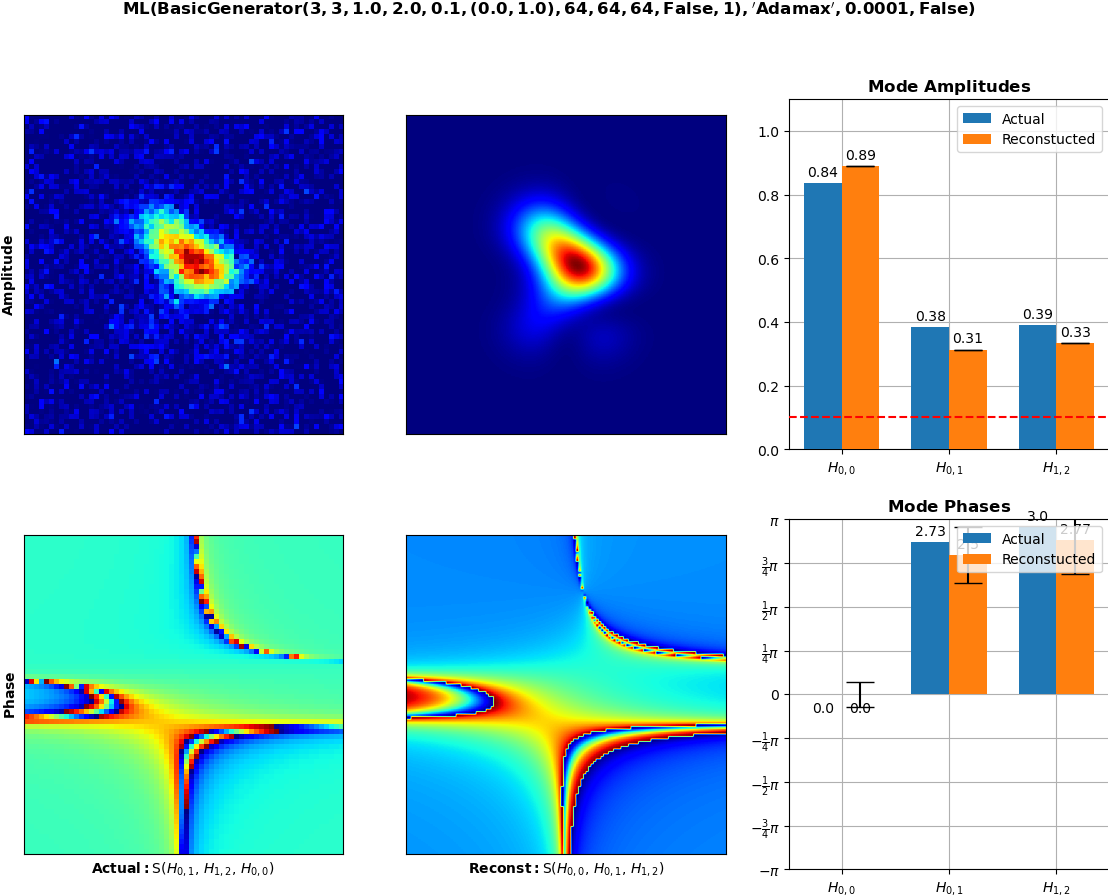 ML(BasicGenerator(3, 3, 1.0, 2.0, 0.1, (0.0, 1.0), 64, 64, 64, False, 1), ′Adamax′, 0.0001, False)
Amplitude
Mode Amplitudes
Actual
Reconstucted
1.0
0.8
0.6
0.4
0.2
0.0
0.84
0.89
0.38
0.31
0.39
0.33
H0,0
H0,1
H1,2
Phase
Actual: S(H0,1, H1,2, H0,0)
Reconst: S(H0,0, H0,1, H1,2)
Mode Phases
Actual
Reconstucted
π
3/4π
1/2π
1/4π
0
−1/4π
−1/2π
−3/4π
−π
0.0
0.0
2.73
2.5
3.0
2.77
H0,0
H0,1
H1,2